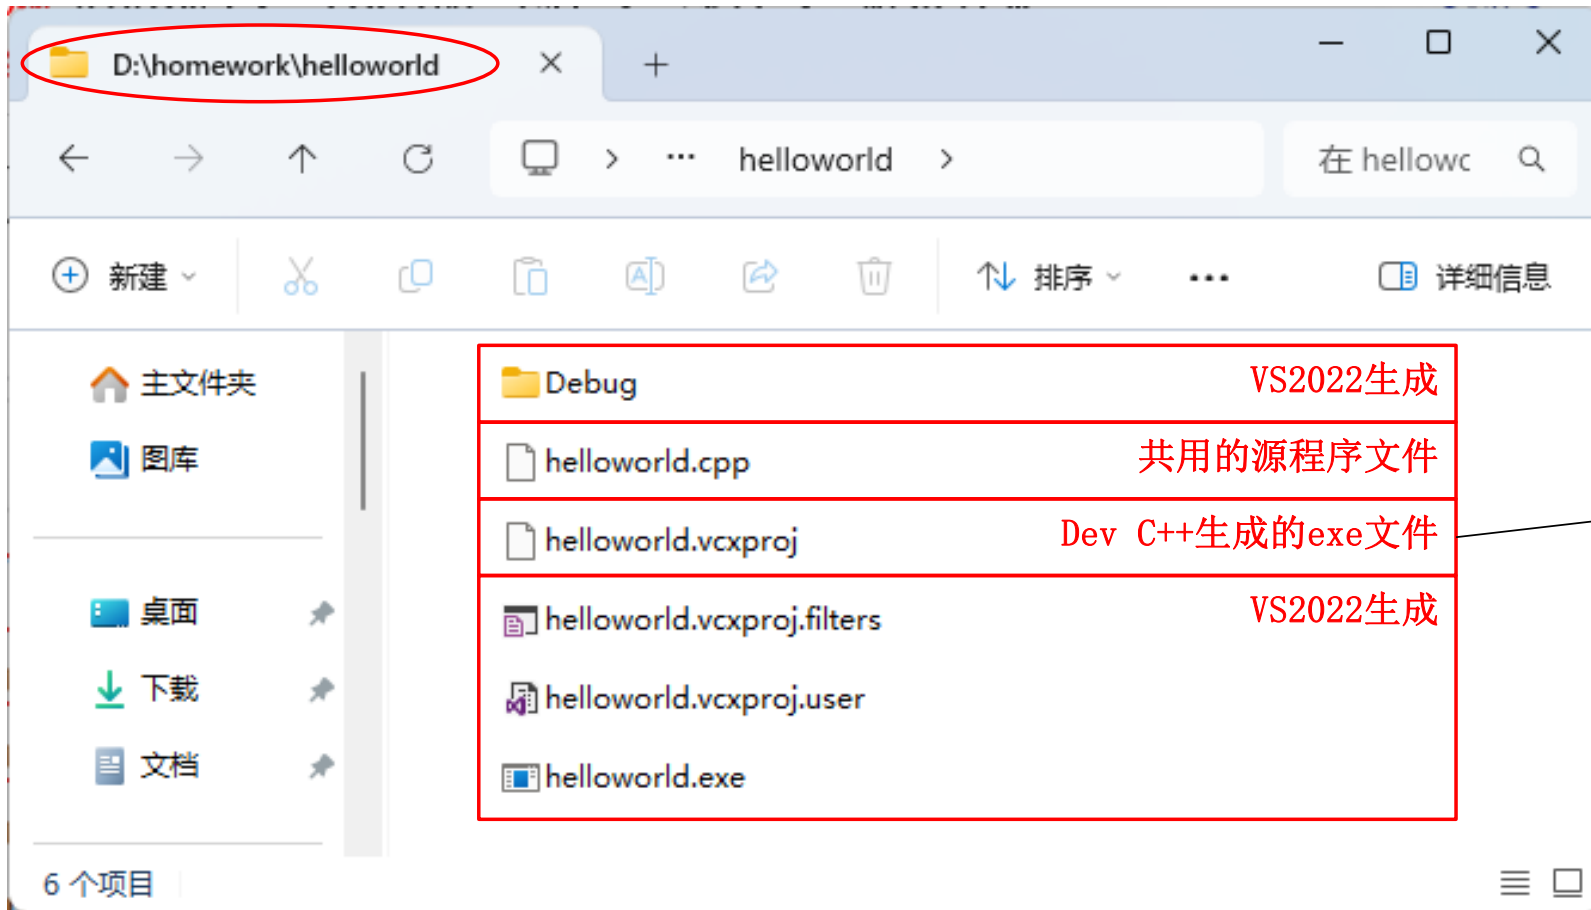 D:\homework\helloworld
helloworld
在 hellowc
新建
排序
详细信息
主文件夹
图库
桌面
下载
文档
Debug VS2022生成
helloworld.cpp 共用的源程序文件
helloworld.vcxproj Dev C++生成的exe文件
helloworld.vcxproj.filters VS2022生成
helloworld.vcxproj.user
helloworld.exe
6 个项目